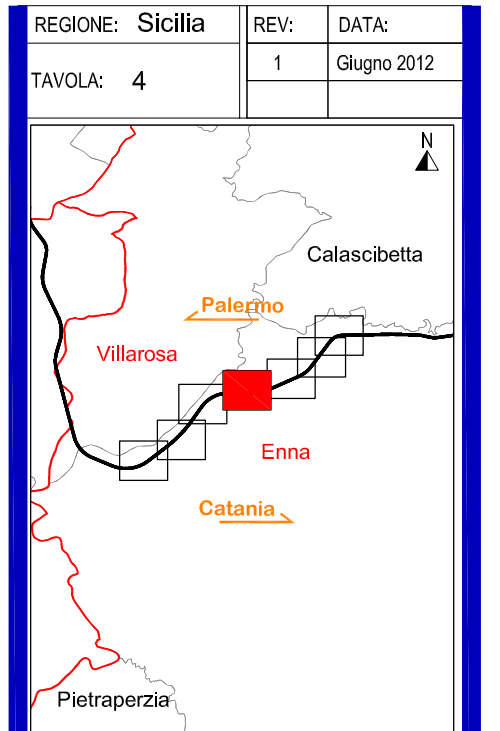 REGIONE: Sicilia
REV: DATA:
TAVOLA: 4
1 Giugno 2012
N
Calascibetta
Palermo
Villarosa
Enna
Catania
Pietraperzia